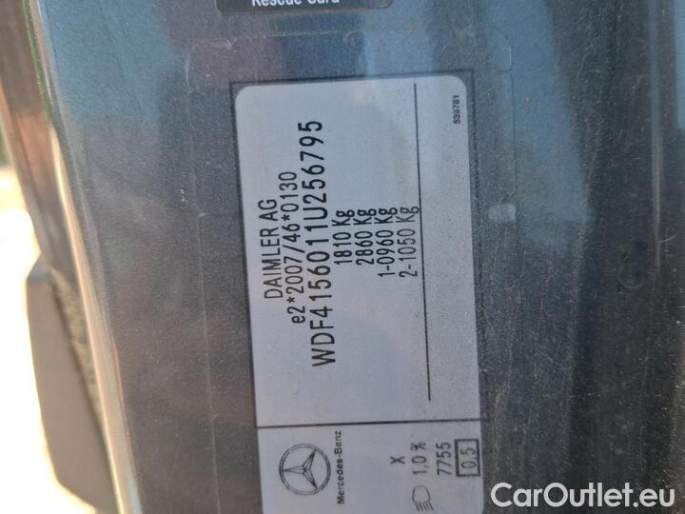 Rescue Card
DAIMLER AG
e2*2007/46*0130
WDF4156011U256795
1810 Kg
2860 Kg
1-0960 Kg
2-1050 Kg
939781
Mercedes-Benz
X
1,0%
7755
0.5
CarOutlet.eu